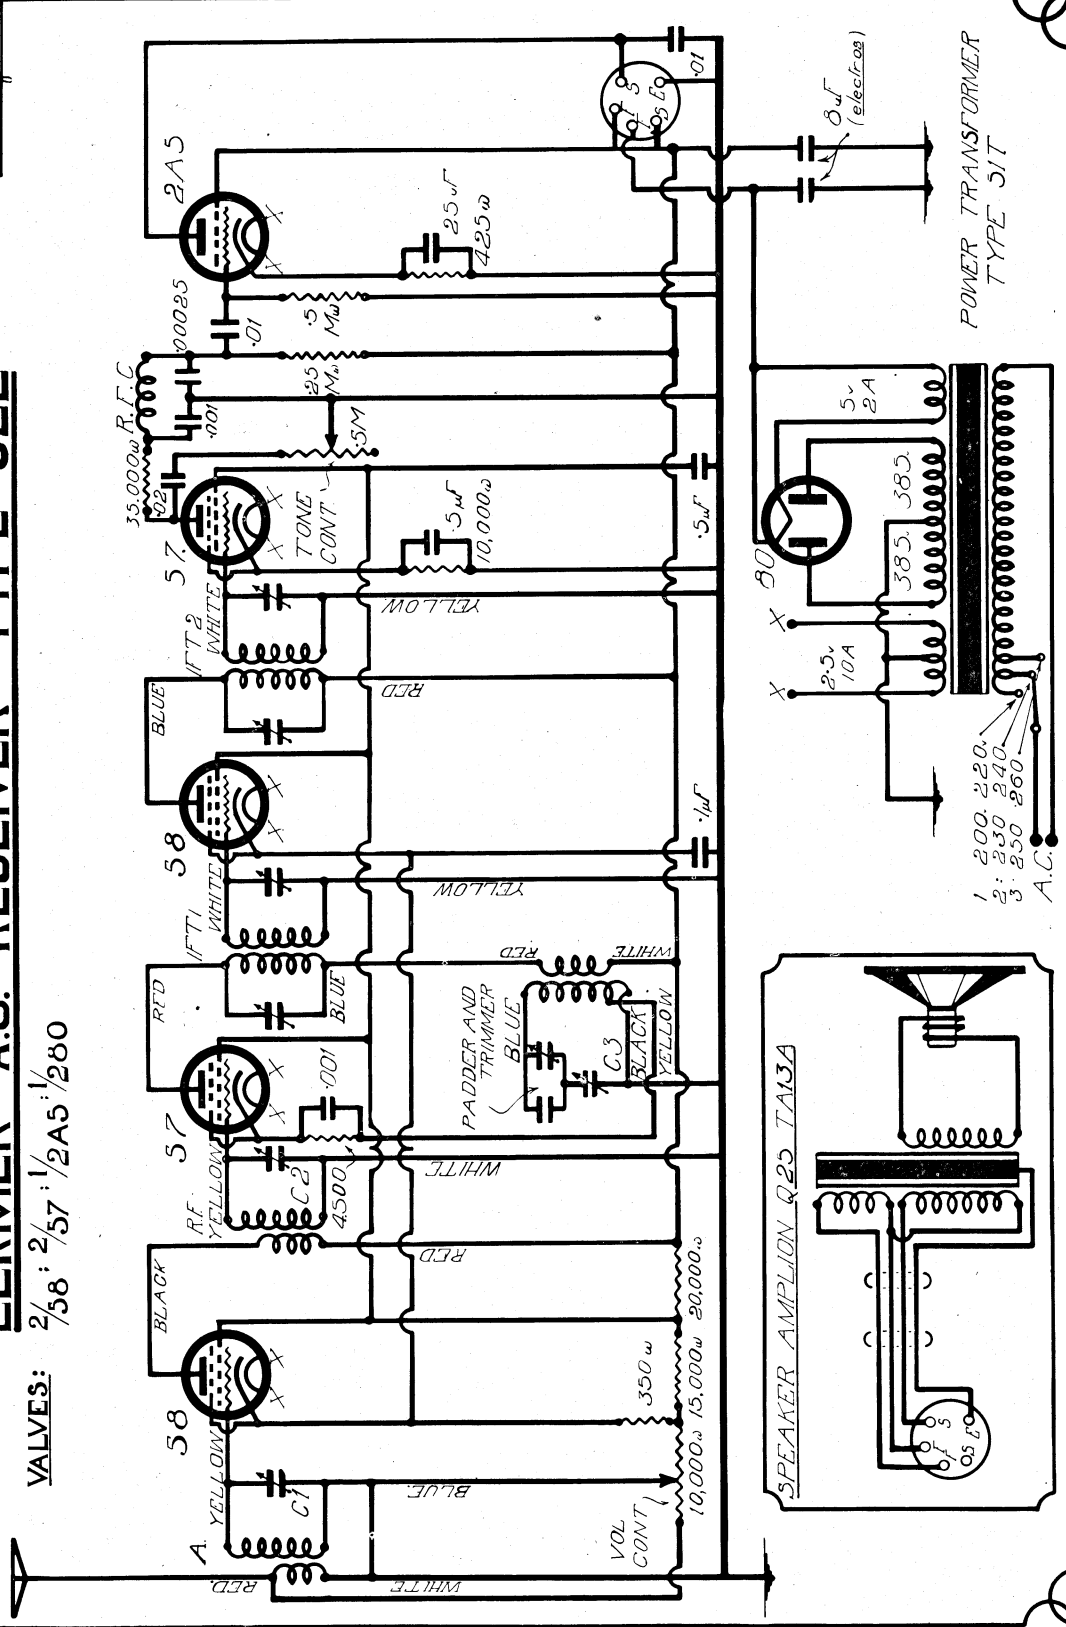 VALVES:
2/58 : 2/57 : 1/2A5 : 1/280
A
RED.
WHITE
YELLOW
C1
58
BLUE
VOL
CONT
BLACK
R.F.
YELLOW
C2
4500
WHITE
RED
350ω
10,000ω
15,000ω
20,000ω
57
X
X
.001
RED
IFT1
WHITE
BLUE
PADDER AND
TRIMMER
BLUE
C3
BLACK
YELLOW
RED
WHITE
58
X
X
YELLOW
.1µF
BLUE
IFT2
WHITE
RED
YELLOW
57
X
X
35,000ω
.02
R.F.C
.001
.00025
TONE
CONT
.5M
.25
Mω
.5
Mω
.01
.5µF
10,000ω
.5µF
2A5
X
X
25µF
425ω
.01
F
S
F
S
E
8µF
(electros)
POWER TRANSFORMER
TYPE 51T
80
5v
2A
385.
385.
X
X
2.5v
10A
1 200. 220v
2: 230 240
3. 250 260
A.C.
SPEAKER AMPLION Q25 TA13A
F
S
F
S
E
X
X